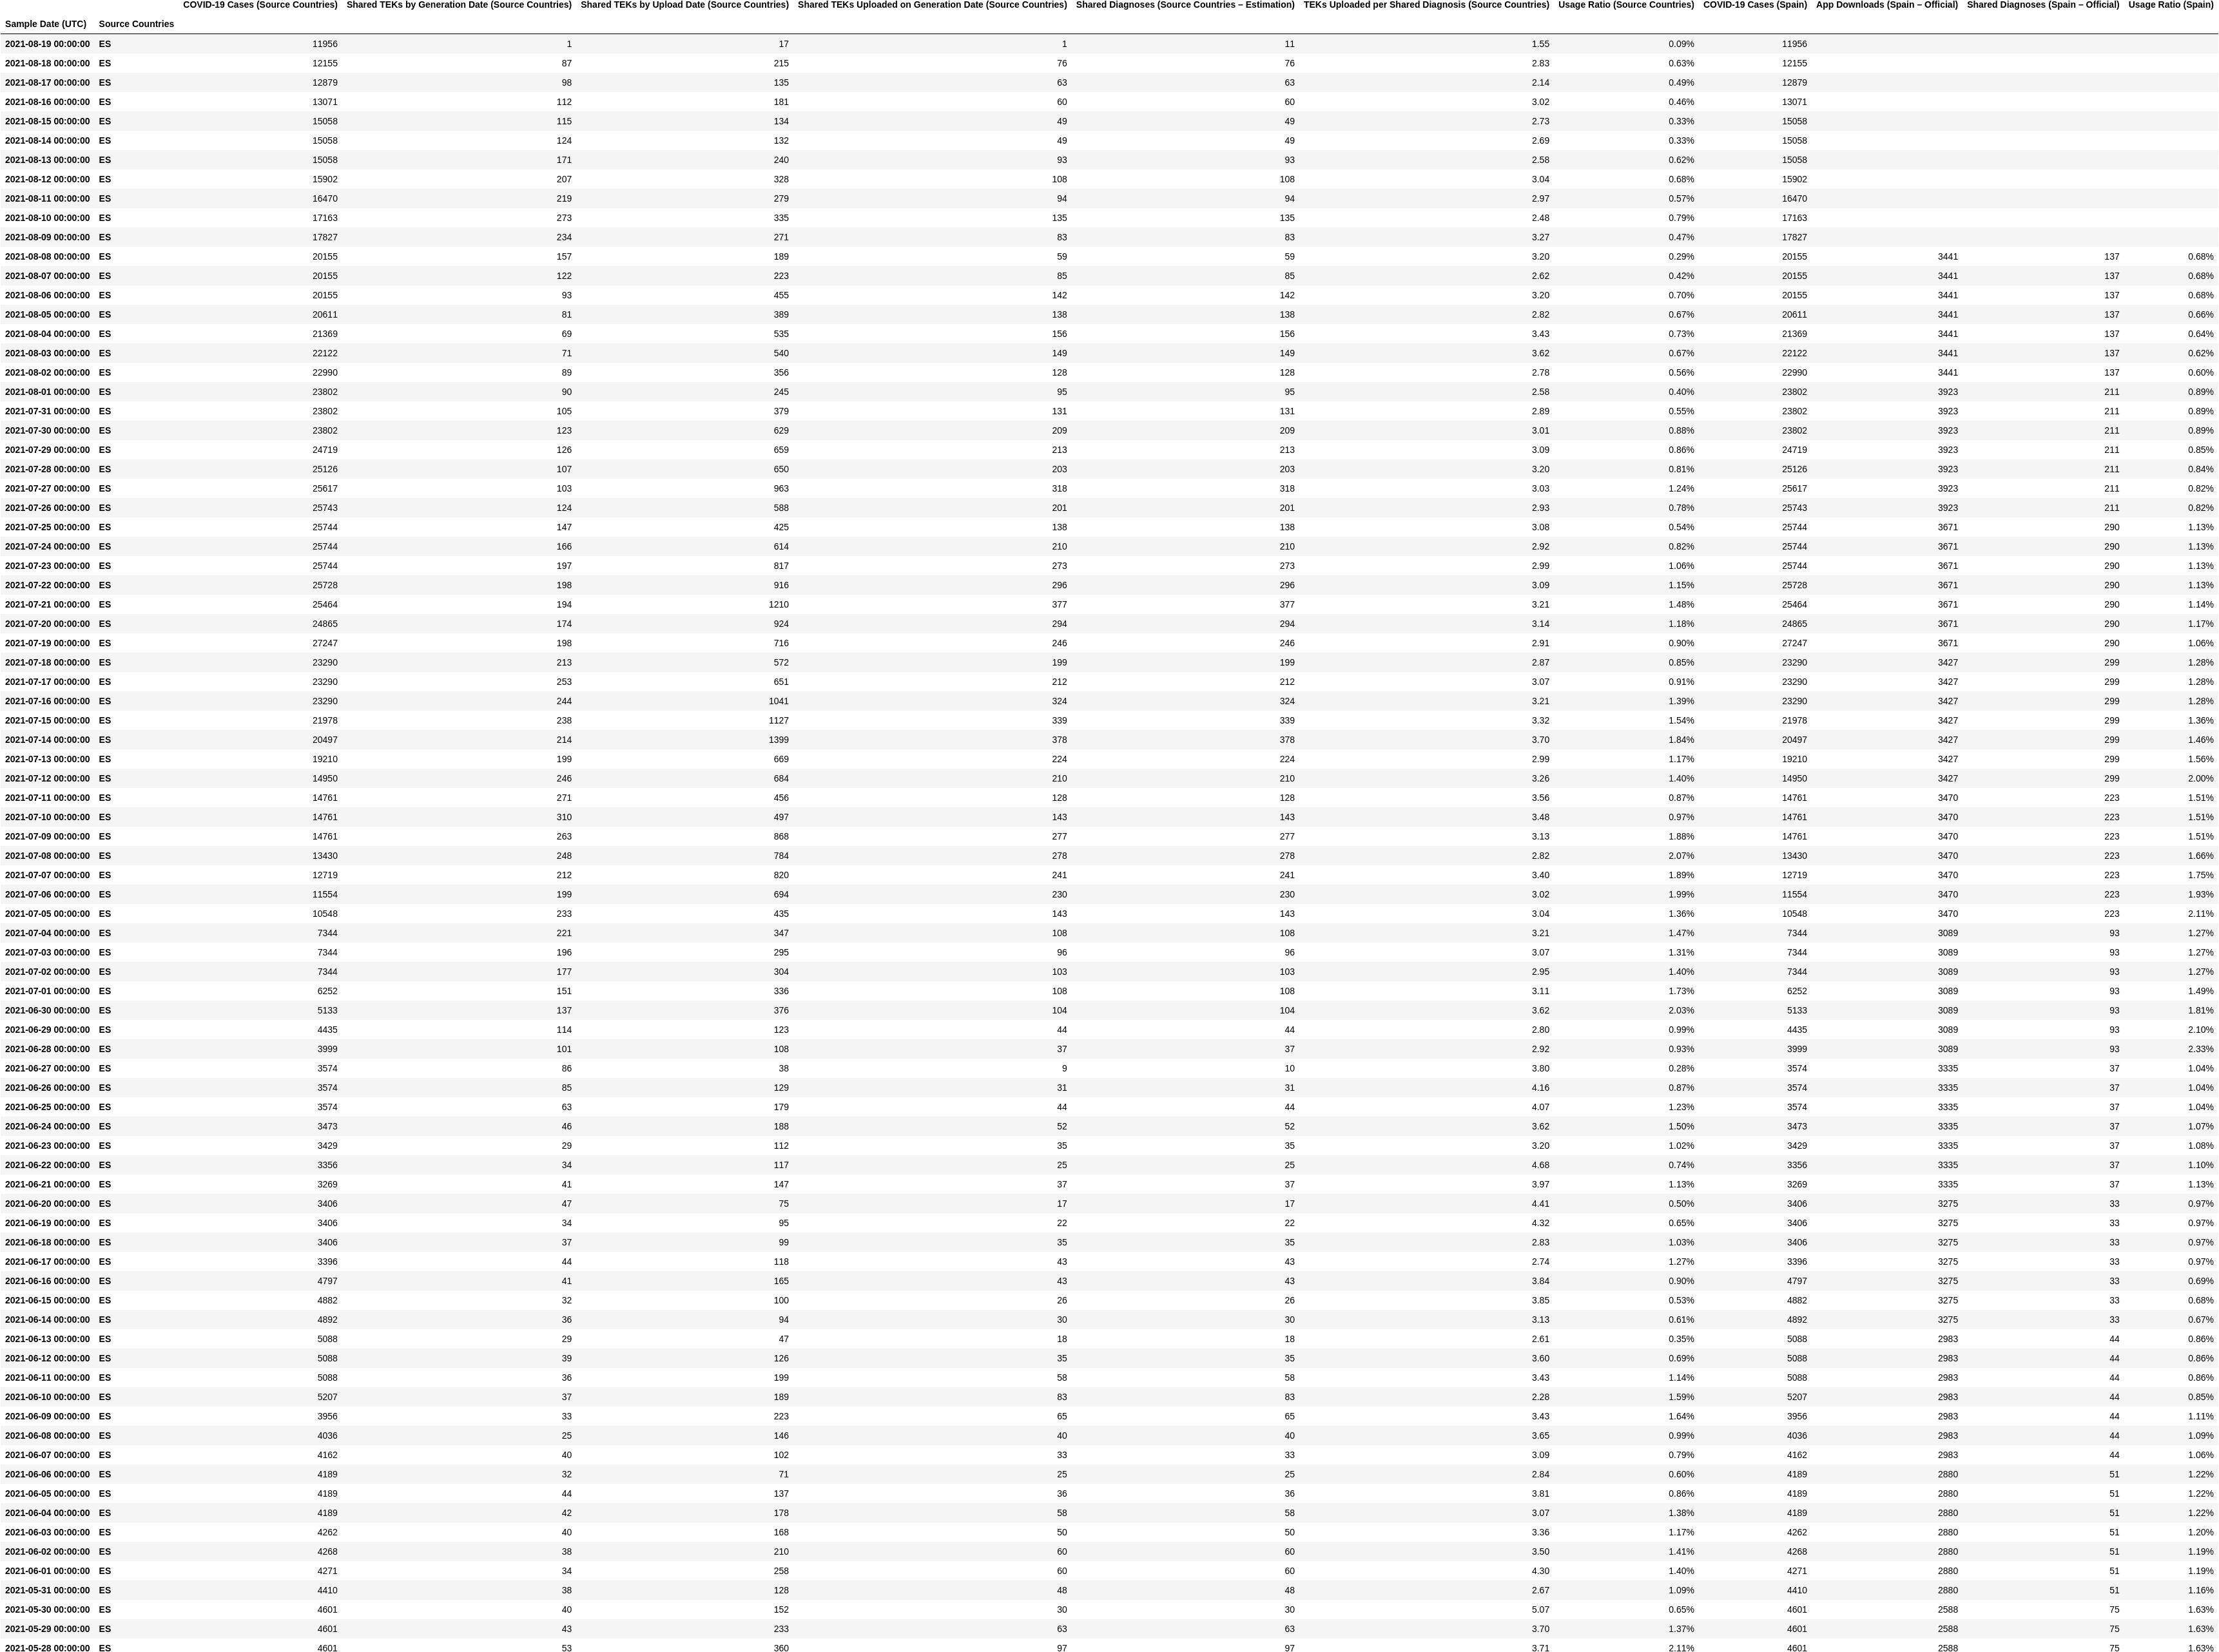 COVID-19 Cases (Source Countries) Shared TEKs by Generation Date (Source Countries) Shared TEKs by Upload Date (Source Countries) Shared TEKs Uploaded on Generation Date (Source Countries) Shared Diagnoses (Source Countries – Estimation) TEKs Uploaded per Shared Diagnosis (Source Countries) Usage Ratio (Source Countries) COVID-19 Cases (Spain) App Downloads (Spain – Official) Shared Diagnoses (Spain – Official) Usage Ratio (Spain)
Sample Date (UTC) Source Countries
2021-08-19 00:00:00 ES 11956 1 17 1 11 1.55 0.09% 11956
2021-08-18 00:00:00 ES 12155 87 215 76 76 2.83 0.63% 12155
2021-08-17 00:00:00 ES 12879 98 135 63 63 2.14 0.49% 12879
2021-08-16 00:00:00 ES 13071 112 181 60 60 3.02 0.46% 13071
2021-08-15 00:00:00 ES 15058 115 134 49 49 2.73 0.33% 15058
2021-08-14 00:00:00 ES 15058 124 132 49 49 2.69 0.33% 15058
2021-08-13 00:00:00 ES 15058 171 240 93 93 2.58 0.62% 15058
2021-08-12 00:00:00 ES 15902 207 328 108 108 3.04 0.68% 15902
2021-08-11 00:00:00 ES 16470 219 279 94 94 2.97 0.57% 16470
2021-08-10 00:00:00 ES 17163 273 335 135 135 2.48 0.79% 17163
2021-08-09 00:00:00 ES 17827 234 271 83 83 3.27 0.47% 17827
2021-08-08 00:00:00 ES 20155 157 189 59 59 3.20 0.29% 20155 3441 137 0.68%
2021-08-07 00:00:00 ES 20155 122 223 85 85 2.62 0.42% 20155 3441 137 0.68%
2021-08-06 00:00:00 ES 20155 93 455 142 142 3.20 0.70% 20155 3441 137 0.68%
2021-08-05 00:00:00 ES 20611 81 389 138 138 2.82 0.67% 20611 3441 137 0.66%
2021-08-04 00:00:00 ES 21369 69 535 156 156 3.43 0.73% 21369 3441 137 0.64%
2021-08-03 00:00:00 ES 22122 71 540 149 149 3.62 0.67% 22122 3441 137 0.62%
2021-08-02 00:00:00 ES 22990 89 356 128 128 2.78 0.56% 22990 3441 137 0.60%
2021-08-01 00:00:00 ES 23802 90 245 95 95 2.58 0.40% 23802 3923 211 0.89%
2021-07-31 00:00:00 ES 23802 105 379 131 131 2.89 0.55% 23802 3923 211 0.89%
2021-07-30 00:00:00 ES 23802 123 629 209 209 3.01 0.88% 23802 3923 211 0.89%
2021-07-29 00:00:00 ES 24719 126 659 213 213 3.09 0.86% 24719 3923 211 0.85%
2021-07-28 00:00:00 ES 25126 107 650 203 203 3.20 0.81% 25126 3923 211 0.84%
2021-07-27 00:00:00 ES 25617 103 963 318 318 3.03 1.24% 25617 3923 211 0.82%
2021-07-26 00:00:00 ES 25743 124 588 201 201 2.93 0.78% 25743 3923 211 0.82%
2021-07-25 00:00:00 ES 25744 147 425 138 138 3.08 0.54% 25744 3671 290 1.13%
2021-07-24 00:00:00 ES 25744 166 614 210 210 2.92 0.82% 25744 3671 290 1.13%
2021-07-23 00:00:00 ES 25744 197 817 273 273 2.99 1.06% 25744 3671 290 1.13%
2021-07-22 00:00:00 ES 25728 198 916 296 296 3.09 1.15% 25728 3671 290 1.13%
2021-07-21 00:00:00 ES 25464 194 1210 377 377 3.21 1.48% 25464 3671 290 1.14%
2021-07-20 00:00:00 ES 24865 174 924 294 294 3.14 1.18% 24865 3671 290 1.17%
2021-07-19 00:00:00 ES 27247 198 716 246 246 2.91 0.90% 27247 3671 290 1.06%
2021-07-18 00:00:00 ES 23290 213 572 199 199 2.87 0.85% 23290 3427 299 1.28%
2021-07-17 00:00:00 ES 23290 253 651 212 212 3.07 0.91% 23290 3427 299 1.28%
2021-07-16 00:00:00 ES 23290 244 1041 324 324 3.21 1.39% 23290 3427 299 1.28%
2021-07-15 00:00:00 ES 21978 238 1127 339 339 3.32 1.54% 21978 3427 299 1.36%
2021-07-14 00:00:00 ES 20497 214 1399 378 378 3.70 1.84% 20497 3427 299 1.46%
2021-07-13 00:00:00 ES 19210 199 669 224 224 2.99 1.17% 19210 3427 299 1.56%
2021-07-12 00:00:00 ES 14950 246 684 210 210 3.26 1.40% 14950 3427 299 2.00%
2021-07-11 00:00:00 ES 14761 271 456 128 128 3.56 0.87% 14761 3470 223 1.51%
2021-07-10 00:00:00 ES 14761 310 497 143 143 3.48 0.97% 14761 3470 223 1.51%
2021-07-09 00:00:00 ES 14761 263 868 277 277 3.13 1.88% 14761 3470 223 1.51%
2021-07-08 00:00:00 ES 13430 248 784 278 278 2.82 2.07% 13430 3470 223 1.66%
2021-07-07 00:00:00 ES 12719 212 820 241 241 3.40 1.89% 12719 3470 223 1.75%
2021-07-06 00:00:00 ES 11554 199 694 230 230 3.02 1.99% 11554 3470 223 1.93%
2021-07-05 00:00:00 ES 10548 233 435 143 143 3.04 1.36% 10548 3470 223 2.11%
2021-07-04 00:00:00 ES 7344 221 347 108 108 3.21 1.47% 7344 3089 93 1.27%
2021-07-03 00:00:00 ES 7344 196 295 96 96 3.07 1.31% 7344 3089 93 1.27%
2021-07-02 00:00:00 ES 7344 177 304 103 103 2.95 1.40% 7344 3089 93 1.27%
2021-07-01 00:00:00 ES 6252 151 336 108 108 3.11 1.73% 6252 3089 93 1.49%
2021-06-30 00:00:00 ES 5133 137 376 104 104 3.62 2.03% 5133 3089 93 1.81%
2021-06-29 00:00:00 ES 4435 114 123 44 44 2.80 0.99% 4435 3089 93 2.10%
2021-06-28 00:00:00 ES 3999 101 108 37 37 2.92 0.93% 3999 3089 93 2.33%
2021-06-27 00:00:00 ES 3574 86 38 9 10 3.80 0.28% 3574 3335 37 1.04%
2021-06-26 00:00:00 ES 3574 85 129 31 31 4.16 0.87% 3574 3335 37 1.04%
2021-06-25 00:00:00 ES 3574 63 179 44 44 4.07 1.23% 3574 3335 37 1.04%
2021-06-24 00:00:00 ES 3473 46 188 52 52 3.62 1.50% 3473 3335 37 1.07%
2021-06-23 00:00:00 ES 3429 29 112 35 35 3.20 1.02% 3429 3335 37 1.08%
2021-06-22 00:00:00 ES 3356 34 117 25 25 4.68 0.74% 3356 3335 37 1.10%
2021-06-21 00:00:00 ES 3269 41 147 37 37 3.97 1.13% 3269 3335 37 1.13%
2021-06-20 00:00:00 ES 3406 47 75 17 17 4.41 0.50% 3406 3275 33 0.97%
2021-06-19 00:00:00 ES 3406 34 95 22 22 4.32 0.65% 3406 3275 33 0.97%
2021-06-18 00:00:00 ES 3406 37 99 35 35 2.83 1.03% 3406 3275 33 0.97%
2021-06-17 00:00:00 ES 3396 44 118 43 43 2.74 1.27% 3396 3275 33 0.97%
2021-06-16 00:00:00 ES 4797 41 165 43 43 3.84 0.90% 4797 3275 33 0.69%
2021-06-15 00:00:00 ES 4882 32 100 26 26 3.85 0.53% 4882 3275 33 0.68%
2021-06-14 00:00:00 ES 4892 36 94 30 30 3.13 0.61% 4892 3275 33 0.67%
2021-06-13 00:00:00 ES 5088 29 47 18 18 2.61 0.35% 5088 2983 44 0.86%
2021-06-12 00:00:00 ES 5088 39 126 35 35 3.60 0.69% 5088 2983 44 0.86%
2021-06-11 00:00:00 ES 5088 36 199 58 58 3.43 1.14% 5088 2983 44 0.86%
2021-06-10 00:00:00 ES 5207 37 189 83 83 2.28 1.59% 5207 2983 44 0.85%
2021-06-09 00:00:00 ES 3956 33 223 65 65 3.43 1.64% 3956 2983 44 1.11%
2021-06-08 00:00:00 ES 4036 25 146 40 40 3.65 0.99% 4036 2983 44 1.09%
2021-06-07 00:00:00 ES 4162 40 102 33 33 3.09 0.79% 4162 2983 44 1.06%
2021-06-06 00:00:00 ES 4189 32 71 25 25 2.84 0.60% 4189 2880 51 1.22%
2021-06-05 00:00:00 ES 4189 44 137 36 36 3.81 0.86% 4189 2880 51 1.22%
2021-06-04 00:00:00 ES 4189 42 178 58 58 3.07 1.38% 4189 2880 51 1.22%
2021-06-03 00:00:00 ES 4262 40 168 50 50 3.36 1.17% 4262 2880 51 1.20%
2021-06-02 00:00:00 ES 4268 38 210 60 60 3.50 1.41% 4268 2880 51 1.19%
2021-06-01 00:00:00 ES 4271 34 258 60 60 4.30 1.40% 4271 2880 51 1.19%
2021-05-31 00:00:00 ES 4410 38 128 48 48 2.67 1.09% 4410 2880 51 1.16%
2021-05-30 00:00:00 ES 4601 40 152 30 30 5.07 0.65% 4601 2588 75 1.63%
2021-05-29 00:00:00 ES 4601 43 233 63 63 3.70 1.37% 4601 2588 75 1.63%
2021-05-28 00:00:00 ES 4601 53 360 97 97 3.71 2.11% 4601 2588 75 1.63%